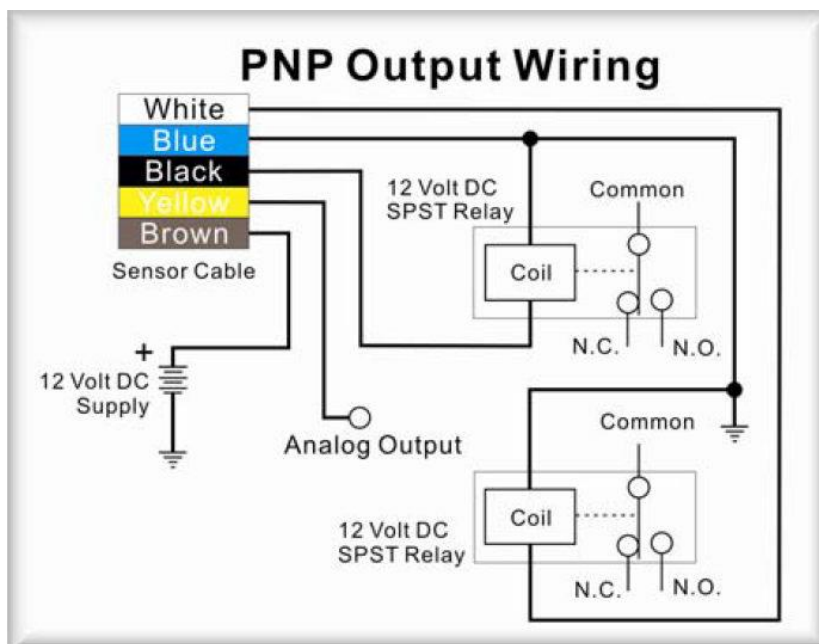 PNP Output Wiring
White
Blue
Black
Yellow
Brown
Sensor Cable
12 Volt DC
SPST Relay
Common
Coil
N.C.
N.O.
+
12 Volt DC
Supply
Analog Output
Common
12 Volt DC
SPST Relay
Coil
N.C.
N.O.